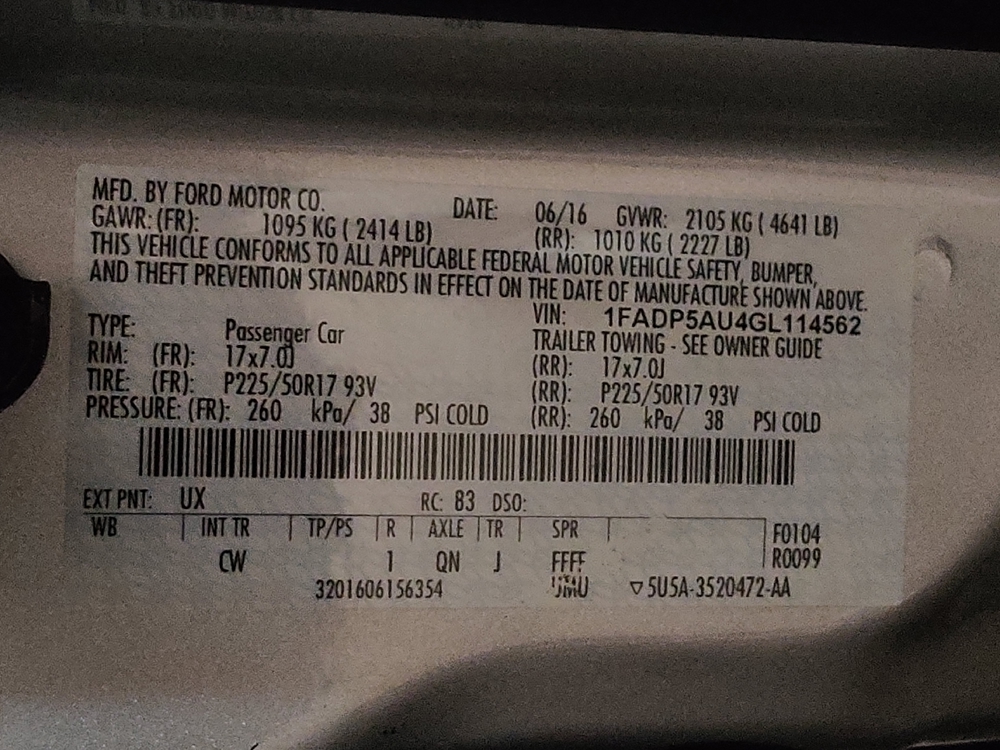 MFD. BY FORD MOTOR CO. DATE: 06/16 GVWR: 2105 KG ( 4641 LB)
GAWR: (FR): 1095 KG ( 2414 LB) (RR): 1010 KG ( 2227 LB)
THIS VEHICLE CONFORMS TO ALL APPLICABLE FEDERAL MOTOR VEHICLE SAFETY, BUMPER,
AND THEFT PREVENTION STANDARDS IN EFFECT ON THE DATE OF MANUFACTURE SHOWN ABOVE.
VIN: 1FADP5AU4GL114562
TYPE: Passenger Car TRAILER TOWING - SEE OWNER GUIDE
RIM: (FR): 17x7.0J (RR): 17x7.0J
TIRE: (FR): P225/50R17 93V (RR): P225/50R17 93V
PRESSURE: (FR): 260 kPa/ 38 PSI COLD (RR): 260 kPa/ 38 PSI COLD
EXT PNT: UX RC: 83 DSO:
WB | INT TR | TP/PS | R | AXLE | TR | SPR | F0104
CW 1 QN J FFFF R0099
3201606156354 UMU ▽5U5A-3520472-AA